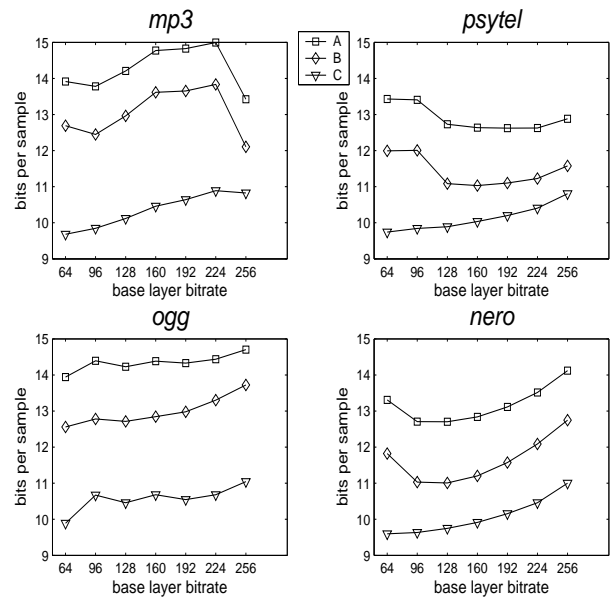 mp3
psytel
A
B
C
15
14
13
12
11
10
9
bits per sample
64 96 128 160 192 224 256
base layer bitrate
15
14
13
12
11
10
9
bits per sample
64 96 128 160 192 224 256
base layer bitrate
ogg
nero
15
14
13
12
11
10
9
bits per sample
64 96 128 160 192 224 256
base layer bitrate
15
14
13
12
11
10
9
bits per sample
64 96 128 160 192 224 256
base layer bitrate